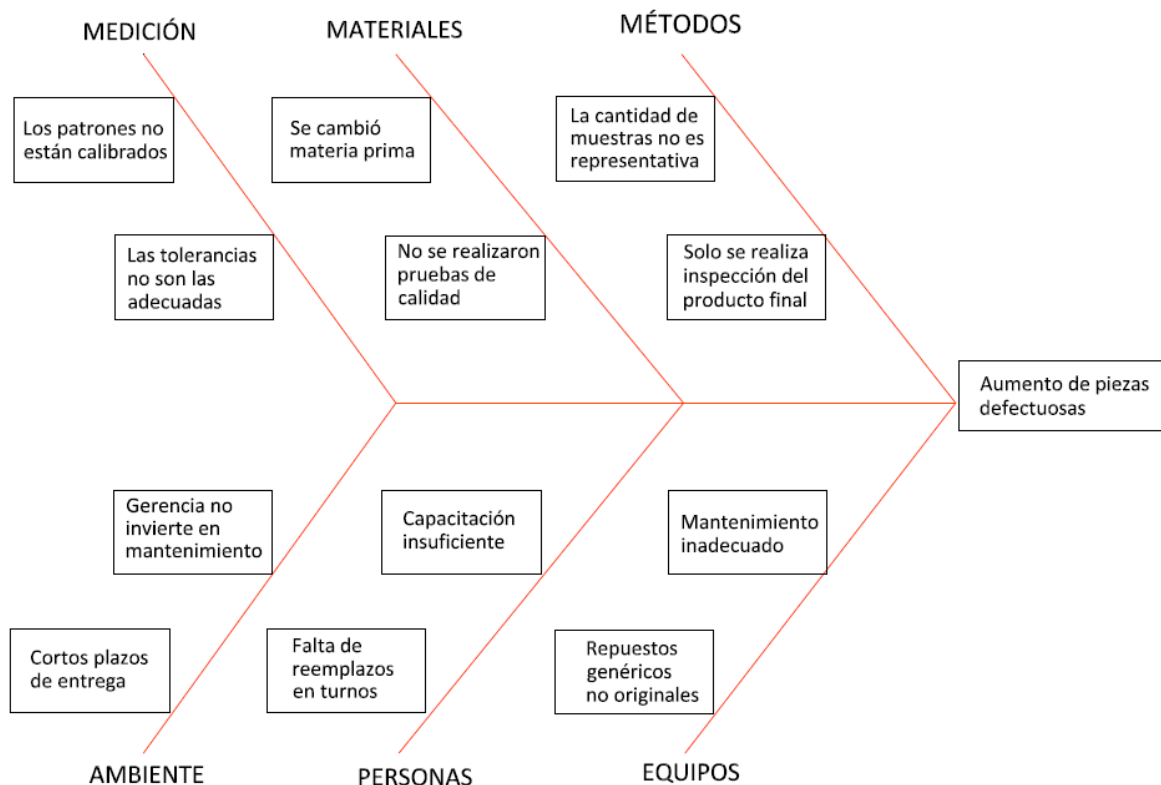 MEDICIÓN
MATERIALES
MÉTODOS
Los patrones no
están calibrados
Se cambió
materia prima
La cantidad de
muestras no es
representativa
Las tolerancias
no son las
adecuadas
No se realizaron
pruebas de
calidad
Solo se realiza
inspección del
producto final
Aumento de piezas
defectuosas
Gerencia no
invierte en
mantenimiento
Capacitación
insuficiente
Mantenimiento
inadecuado
Cortos plazos
de entrega
Falta de
reemplazos
en turnos
Repuestos
genéricos
no originales
AMBIENTE
PERSONAS
EQUIPOS